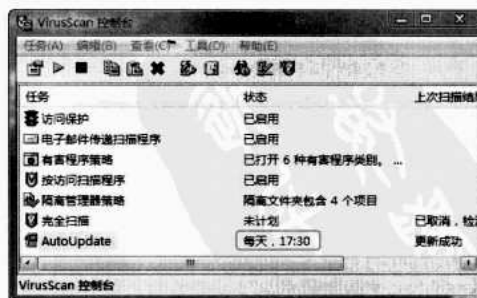 VirusScan 控制台
任务(A) 编辑(B) 查看(C) 工具(D) 帮助(E)
任务 状态 上次扫描结
访问保护 已启用
电子邮件传递扫描程序 已启用
有害程序策略 已打开 6 种有害程序类别。 ...
按访问扫描程序 已启用
隔离管理器策略 隔离文件夹包含 4 个项目
完全扫描 未计划 已取消，检
AutoUpdate 每天，17:30 更新成功
VirusScan 控制台